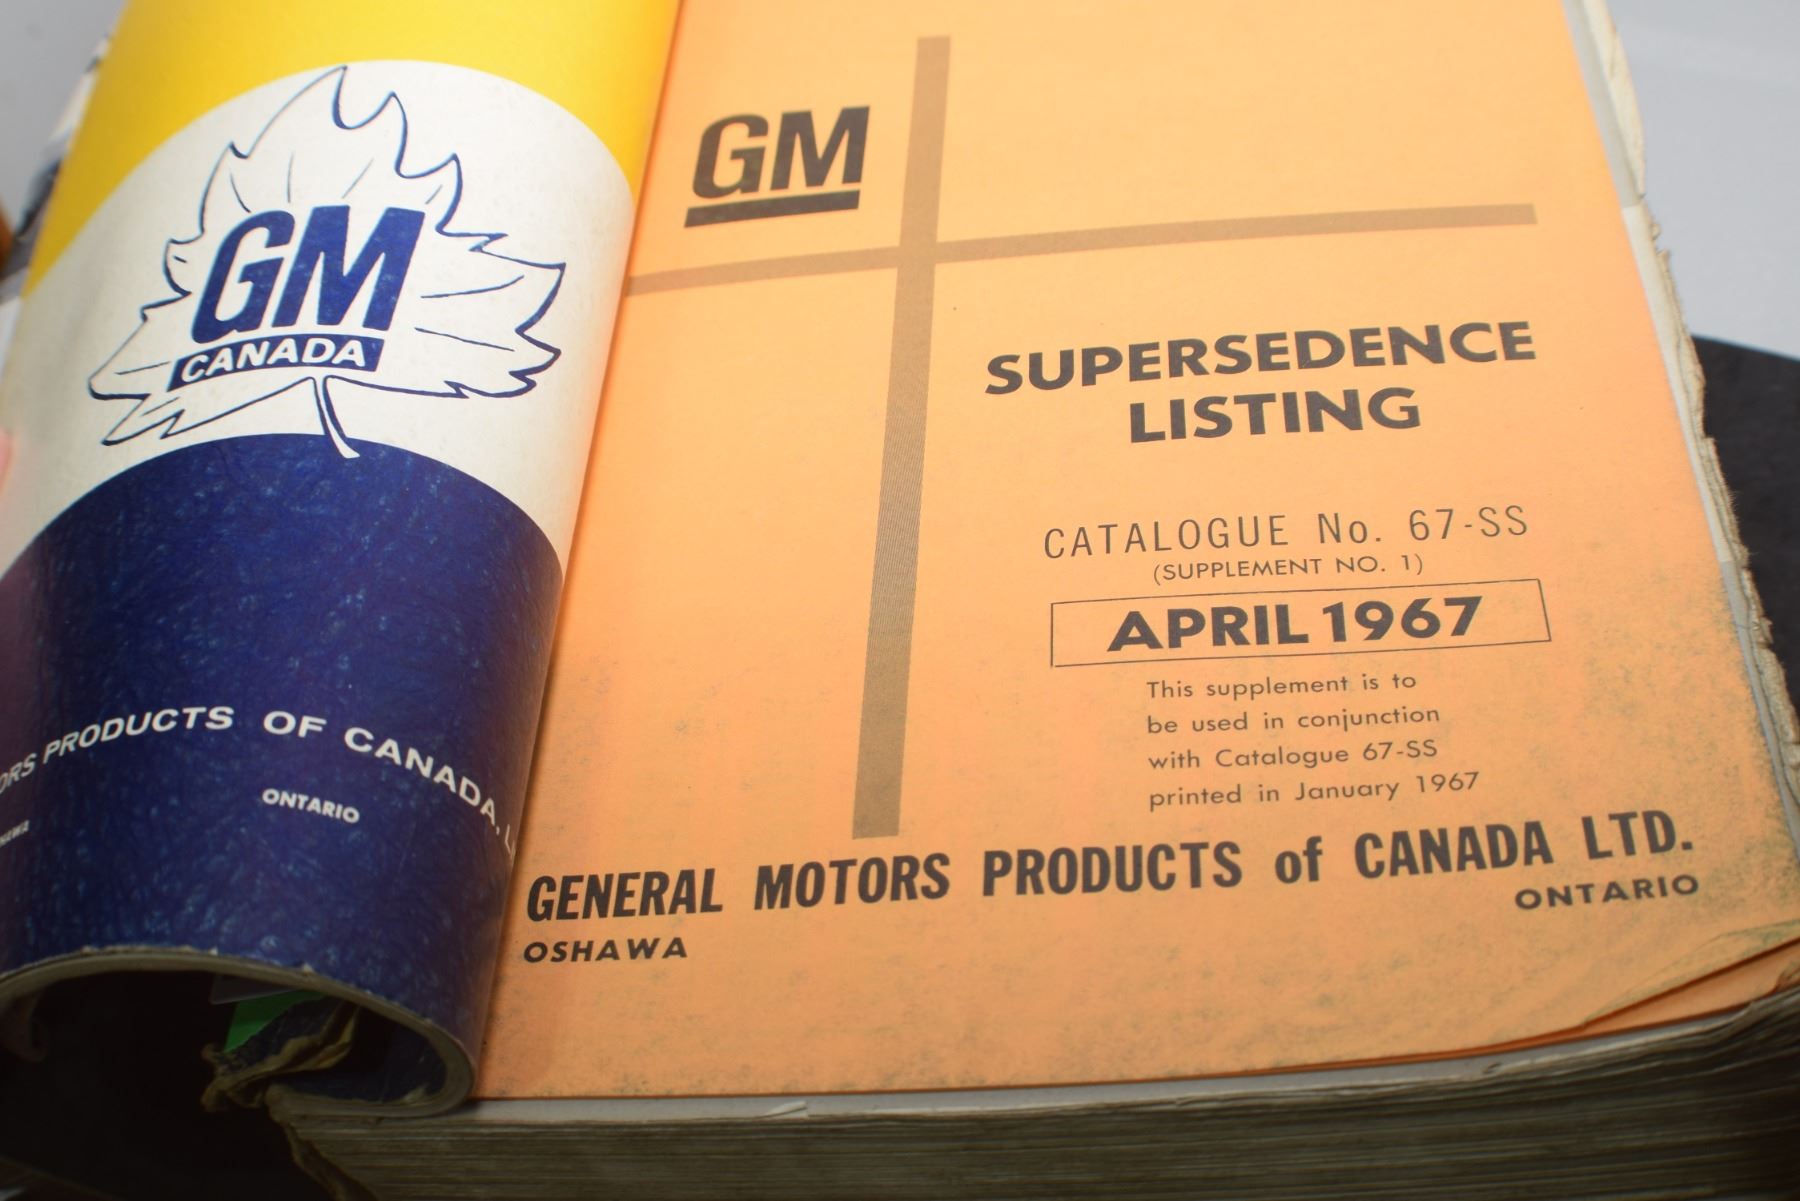 GM
CANADA
PRODUCTS OF CANADA,
ONTARIO
GM
SUPERSEDENCE
LISTING
CATALOGUE No. 67-SS
(SUPPLEMENT NO. 1)
APRIL 1967
This supplement is to
be used in conjunction
with Catalogue 67-SS
printed in January 1967
GENERAL MOTORS PRODUCTS of CANADA LTD.
OSHAWA ONTARIO